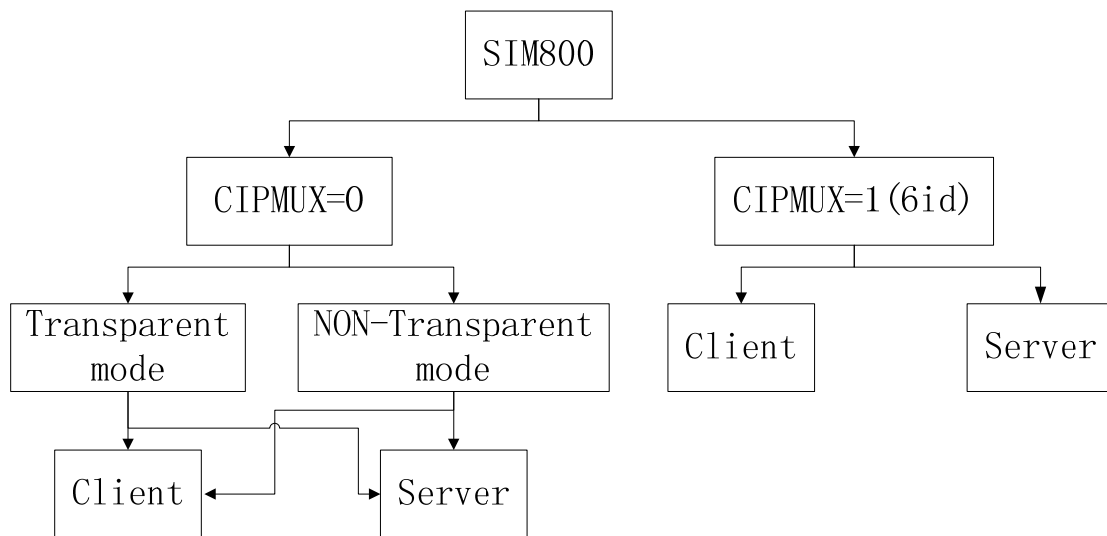 SIM800
CIPMUX=0
CIPMUX=1(6id)
Transparent
mode
NON-Transparent
mode
Client
Server
Client
Server